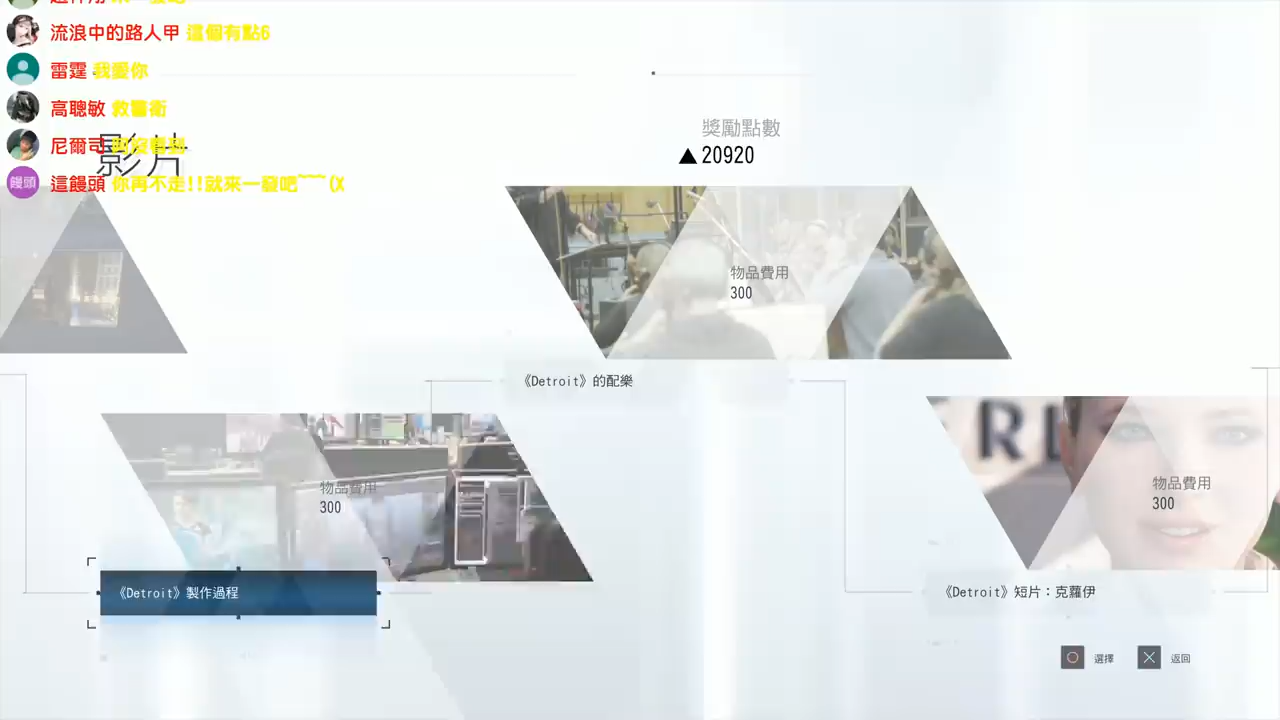 流浪中的路人甲 這個有點6
雷霆 我愛你
高聰敏 救警衛
尼爾司
影片
這饅頭 你再不走!!就來一發吧~~~(X
饅頭
獎勵點數
20920
物品費用
300
《Detroit》的配樂
物品費用
300
《Detroit》製作過程
RE
物品費用
300
《Detroit》短片：克蘿伊
選擇
返回